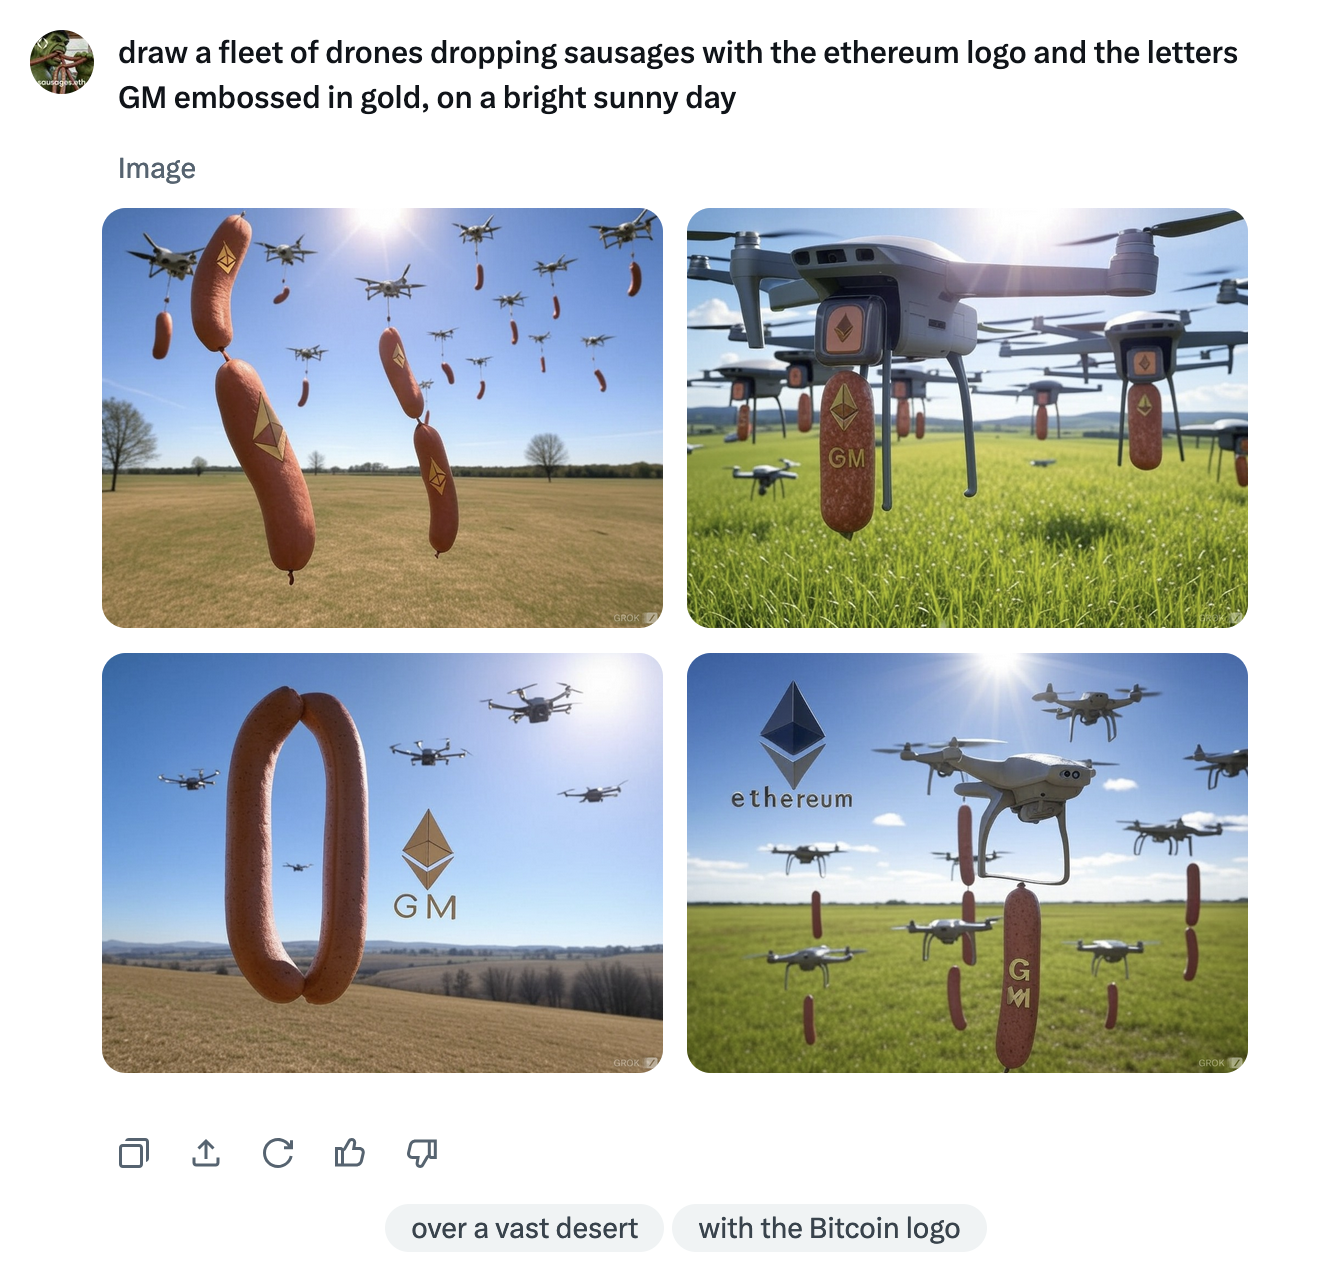 sausages.eth
draw a fleet of drones dropping sausages with the ethereum logo and the letters
GM embossed in gold, on a bright sunny day
Image
GROK
GM
GROK
GM
GROK
ethereum
G
M
GROK
over a vast desert
with the Bitcoin logo